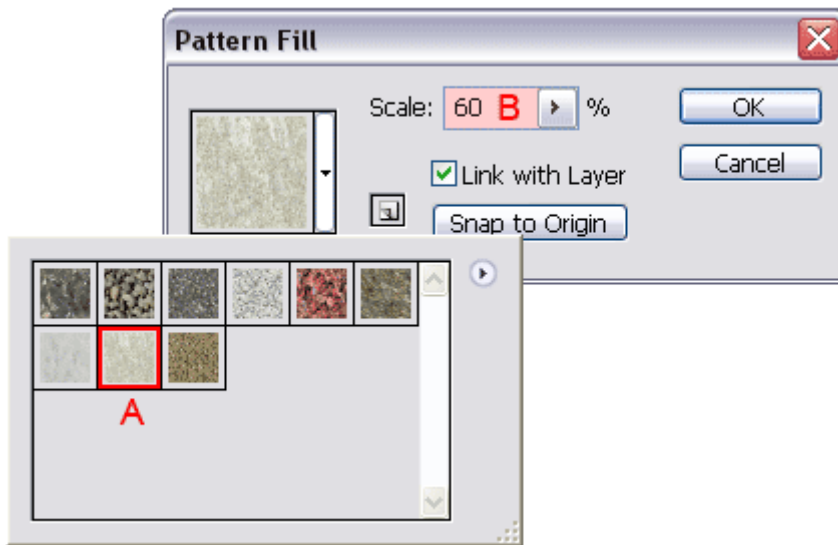 Pattern Fill
Scale: 60 B %
OK
Link with Layer
Cancel
Snap to Origin
A